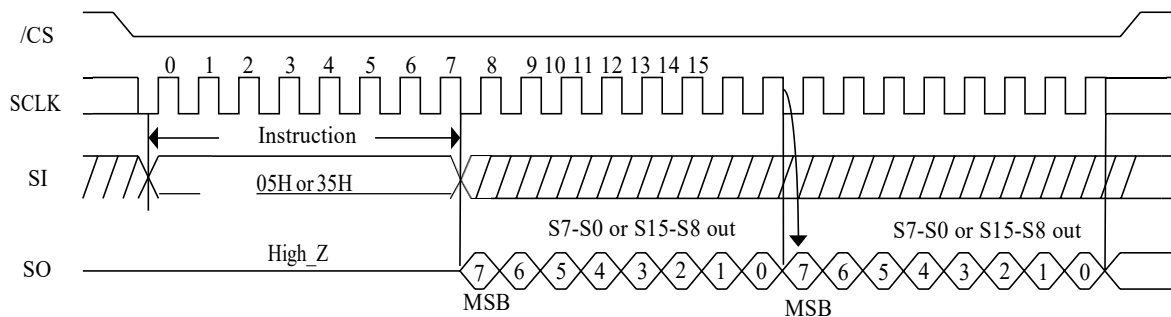 /CS
0 1 2 3 4 5 6 7 8 9 10 11 12 13 14 15
SCLK
Instruction
SI
05H or 35H
S7-S0 or S15-S8 out S7-S0 or S15-S8 out
High_Z
SO
7 6 5 4 3 2 1 0 7 6 5 4 3 2 1 0
MSB MSB